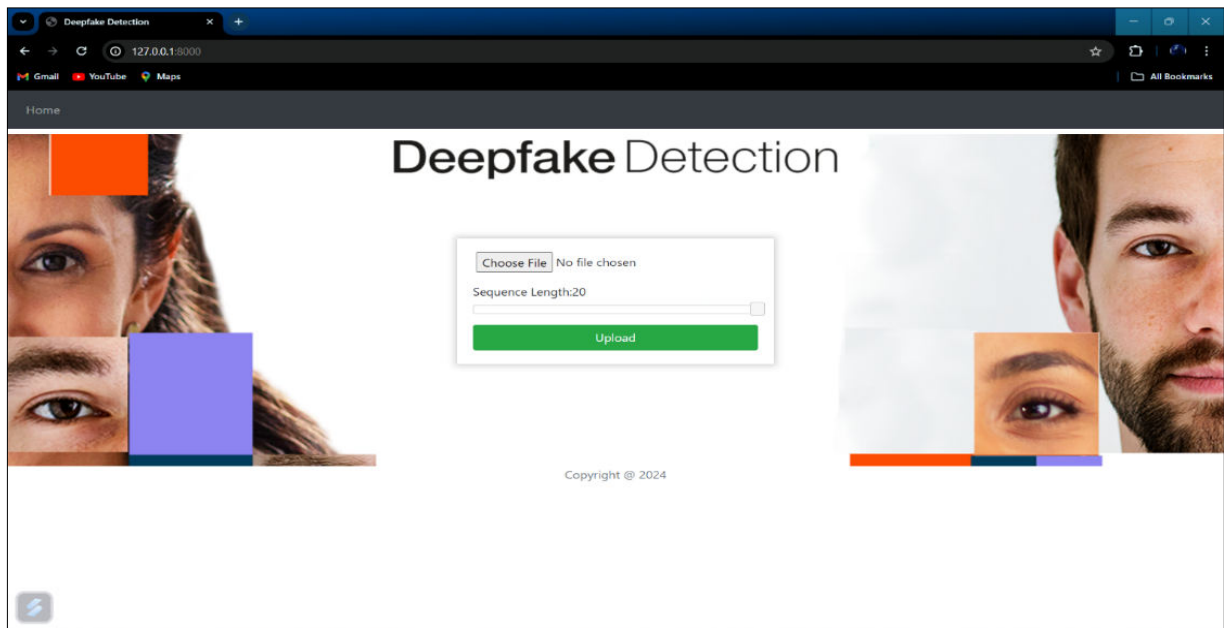 Deepfake Detection
127.0.0.1:8000
Gmail YouTube Maps All Bookmarks
Home
Deepfake Detection
Choose File No file chosen
Sequence Length:20
Upload
Copyright @ 2024